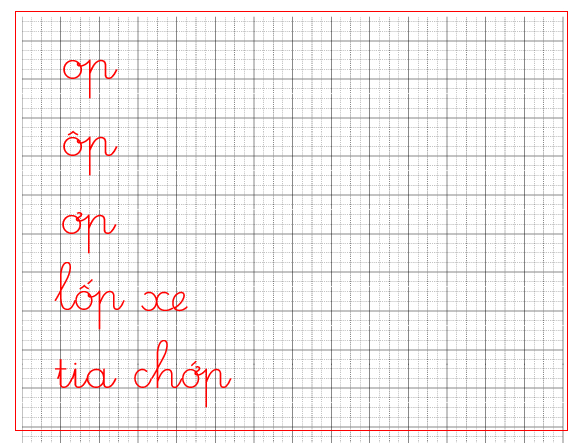 op
ôp
ơp
lốp xe
tia chớp